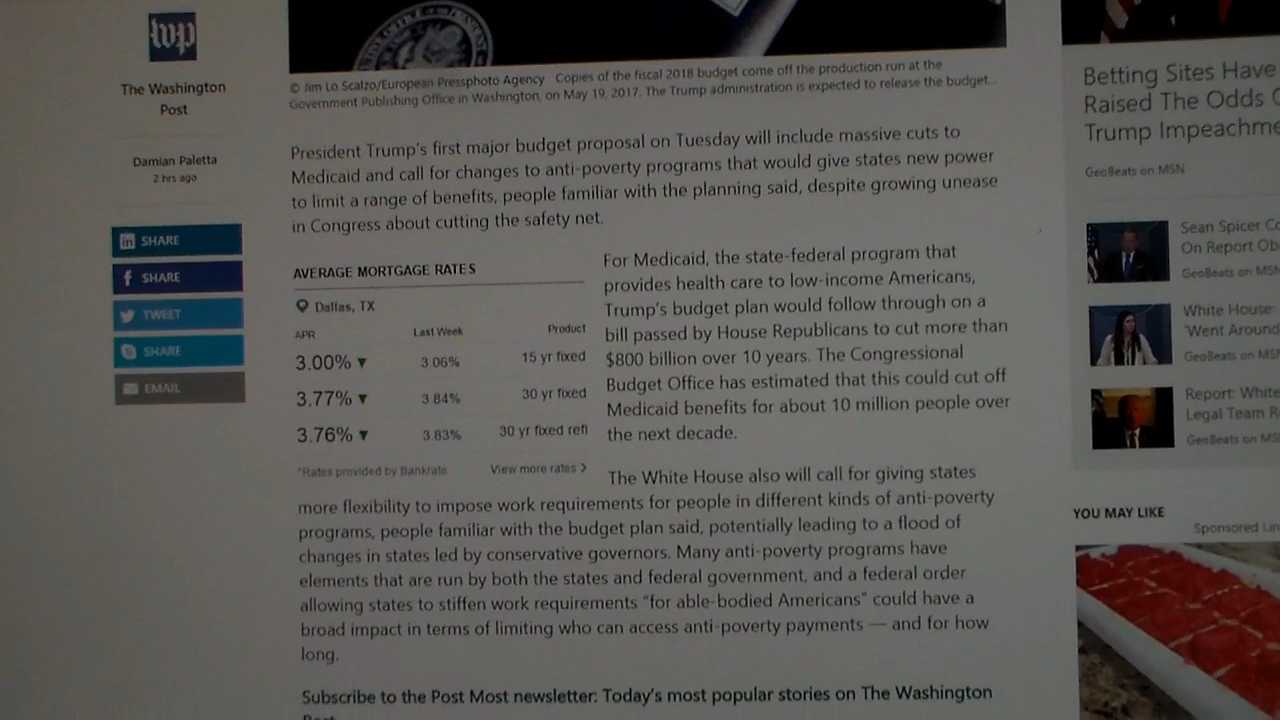 wp
The Washington
Post
Damian Paletta
2 hrs ago
in SHARE
f SHARE
TWEET
SHARE
EMAIL
© Jim Lo Scalzo/European Pressphoto Agency Copies of the fiscal 2018 budget come off the production run at the
Government Publishing Office in Washington, on May 19, 2017. The Trump administration is expected to release the budget...
President Trump's first major budget proposal on Tuesday will include massive cuts to
Medicaid and call for changes to anti-poverty programs that would give states new power
to limit a range of benefits, people familiar with the planning said, despite growing unease
in Congress about cutting the safety net.
AVERAGE MORTGAGE RATES
Dallas, TX
APR Last Week Product
3.00% ▼ 3.06% 15 yr fixed
3.77% ▼ 3.84% 30 yr fixed
3.76% ▼ 3.83% 30 yr fixed refi
*Rates provided by Bankrate View more rates >
For Medicaid, the state-federal program that
provides health care to low-income Americans,
Trump's budget plan would follow through on a
bill passed by House Republicans to cut more than
$800 billion over 10 years. The Congressional
Budget Office has estimated that this could cut off
Medicaid benefits for about 10 million people over
the next decade.
The White House also will call for giving states
more flexibility to impose work requirements for people in different kinds of anti-poverty
programs, people familiar with the budget plan said, potentially leading to a flood of
changes in states led by conservative governors. Many anti-poverty programs have
elements that are run by both the states and federal government, and a federal order
allowing states to stiffen work requirements "for able-bodied Americans" could have a
broad impact in terms of limiting who can access anti-poverty payments — and for how
long.
Subscribe to the Post Most newsletter: Today's most popular stories on The Washington
Betting Sites Have
Raised The Odds
Trump
GeoBeats on MSN
Sean Spicer
On Report
GeoBeats on MSN
White House:
'Went Around
GeoBeats on
Report: White
Legal Team
GeoBeats on
YOU MAY LIKE
Sponsored